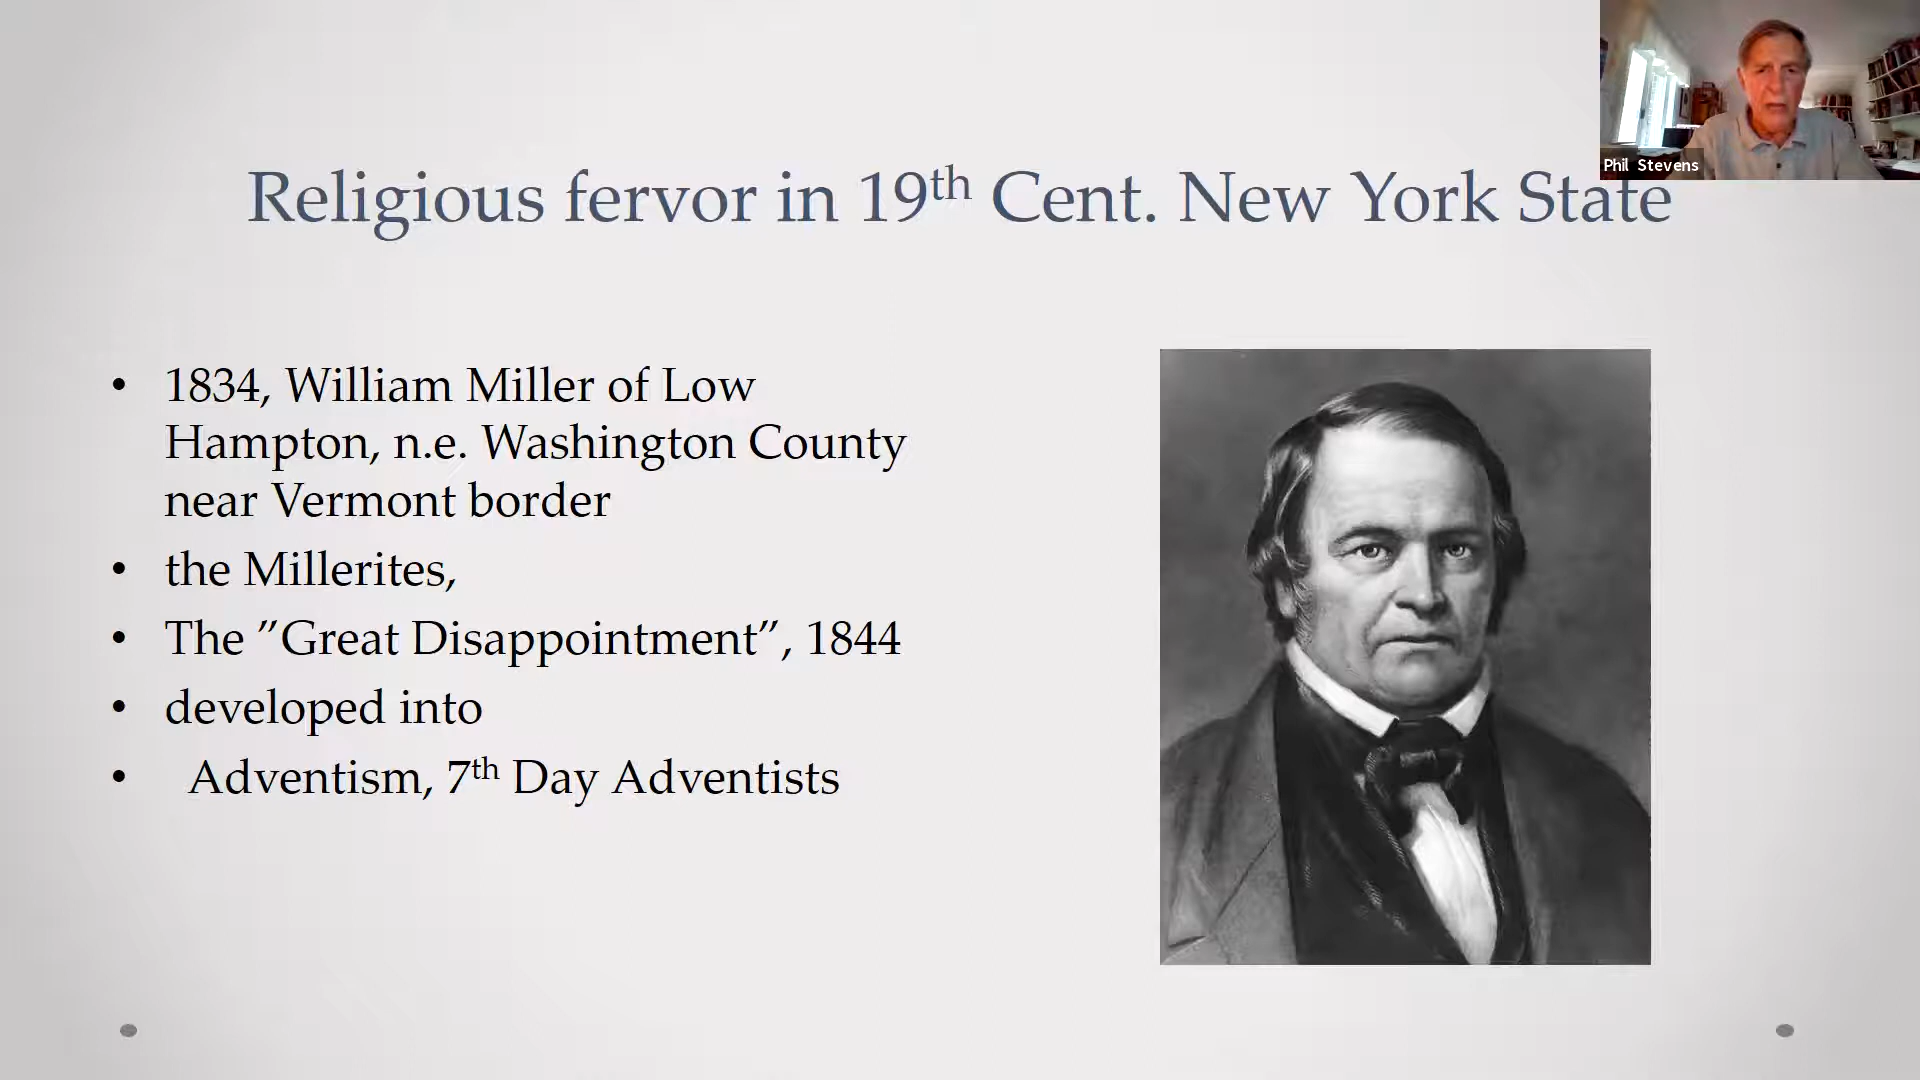 Phil Stevens
Religious fervor in 19th Cent. New York State
• 1834, William Miller of Low
Hampton, n.e. Washington County
near Vermont border
• the Millerites,
• The ”Great Disappointment”, 1844
• developed into
• Adventism, 7th Day Adventists